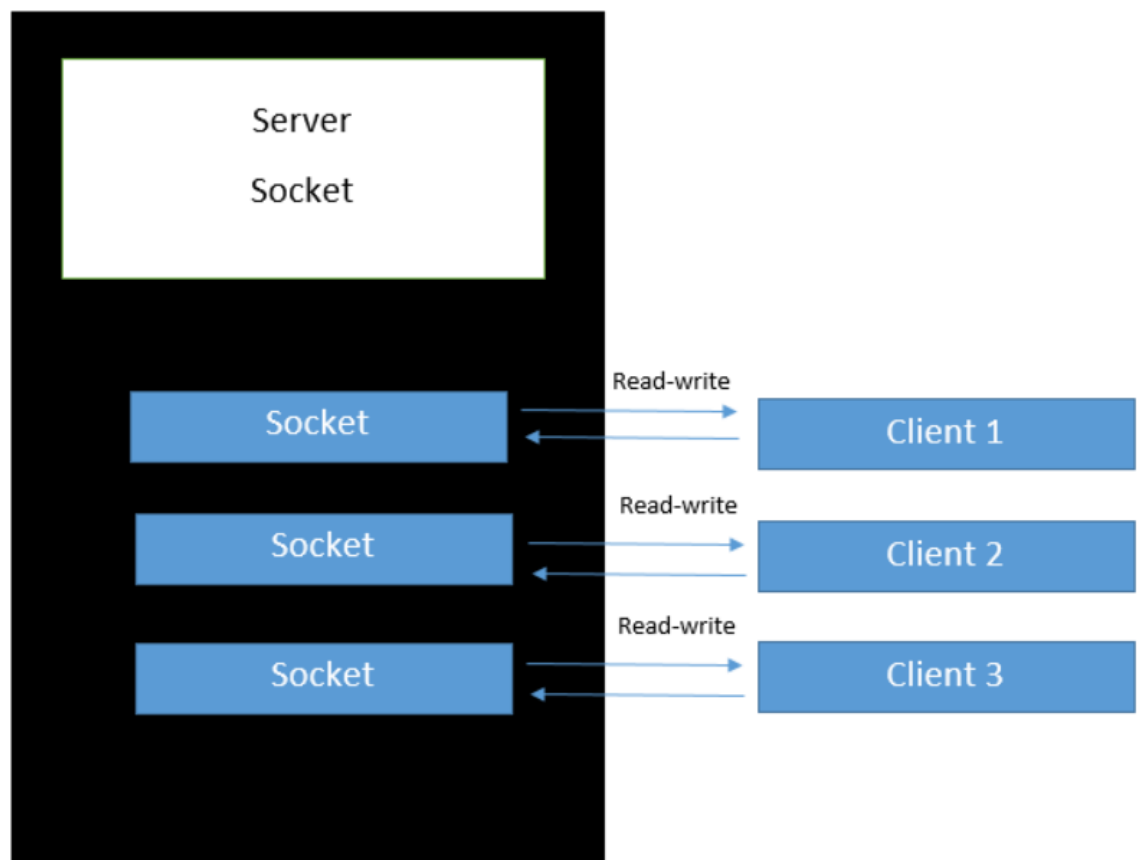 Server
Socket
Read-write
Socket
Client 1
Read-write
Socket
Client 2
Read-write
Socket
Client 3